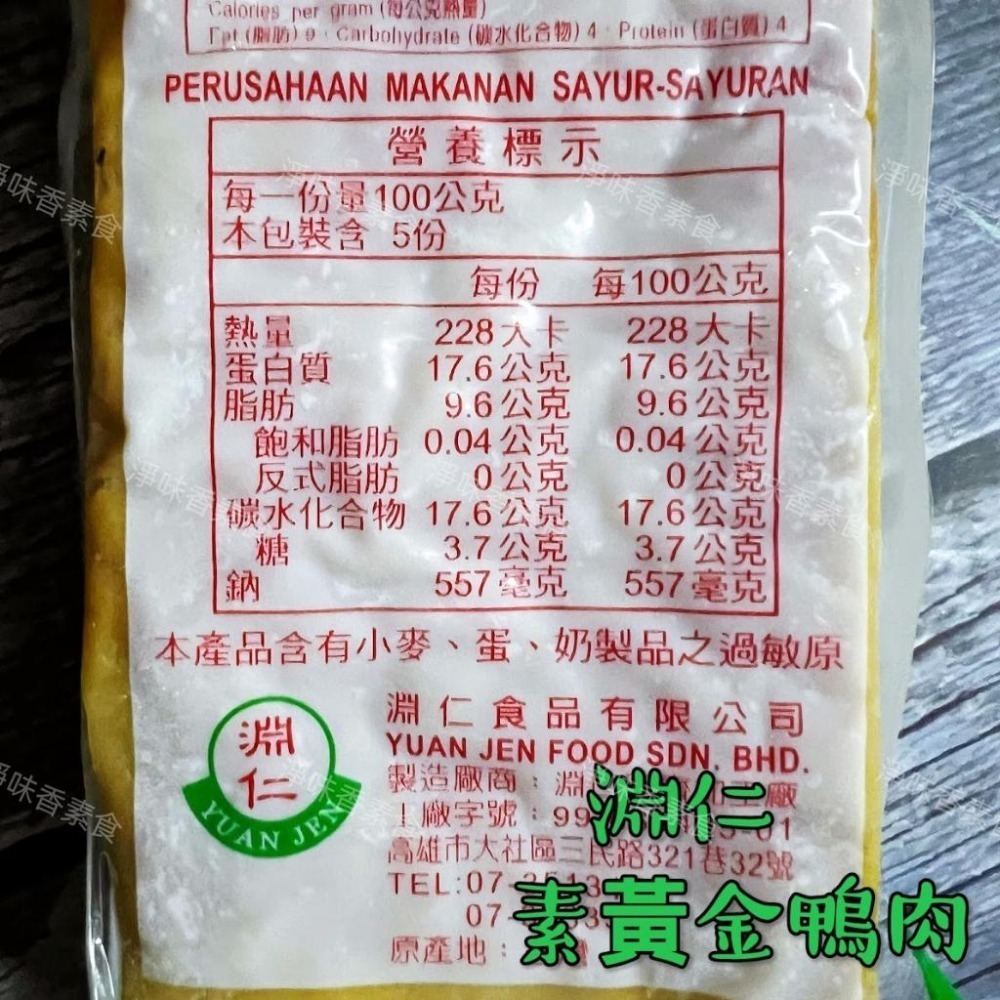 Calories per gram (每公克熱量)
Fat (脂肪) 9 · Carbohydrate (碳水化合物) 4 · Protein (蛋白質) 4
PERUSAHAAN MAKANAN SAYUR-SAYURAN
營養標示
每一份量100公克
本包裝含 5份
每份 每100公克
熱量 228大卡 228大卡
蛋白質 17.6公克 17.6公克
脂肪 9.6公克 9.6公克
飽和脂肪 0.04公克 0.04公克
反式脂肪 0公克 0公克
碳水化合物 17.6公克 17.6公克
糖 3.7公克 3.7公克
鈉 557毫克 557毫克
本產品含有小麥、蛋、奶製品之過敏原
淵仁
YUAN JEN
淵仁食品有限公司
YUAN JEN FOOD SDN. BHD.
製造廠商:淵
工廠字號:99
高雄市大社區三民路321巷32號
TEL:07
07
原產地:
淵仁
素黃金鴨肉
淨味香素食